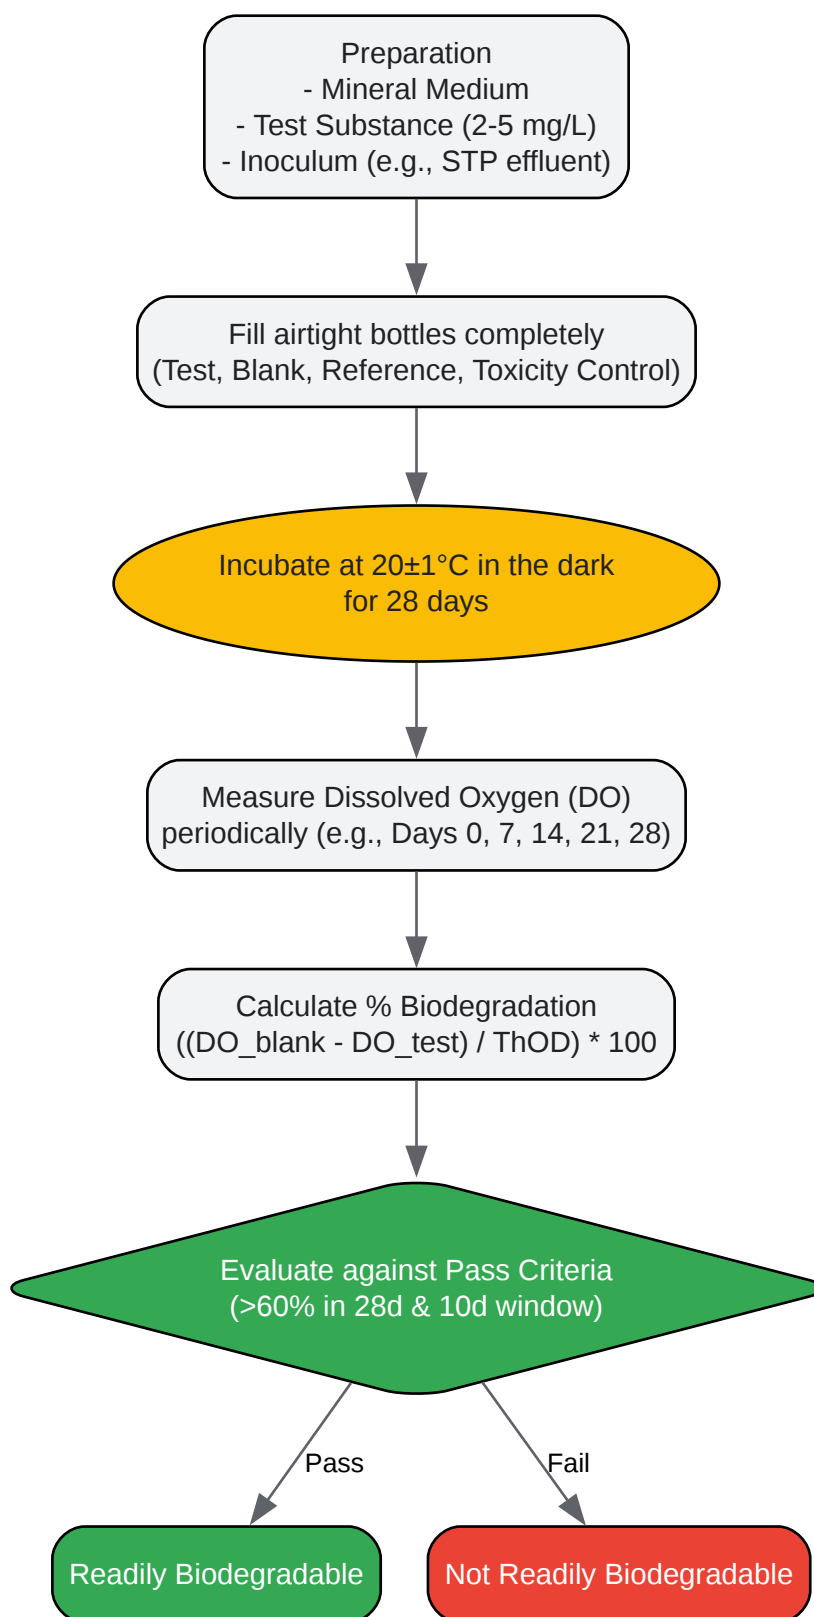 Preparation
- Mineral Medium
- Test Substance (2-5 mg/L)
- Inoculum (e.g., STP effluent)
Fill airtight bottles completely
(Test, Blank, Reference, Toxicity Control)
Incubate at 20±1°C in the dark
for 28 days
Measure Dissolved Oxygen (DO)
periodically (e.g., Days 0, 7, 14, 21, 28)
Calculate % Biodegradation
((DO_blank - DO_test) / ThOD) * 100
Evaluate against Pass Criteria
(>60% in 28d & 10d window)
Pass
Fail
Readily Biodegradable
Not Readily Biodegradable